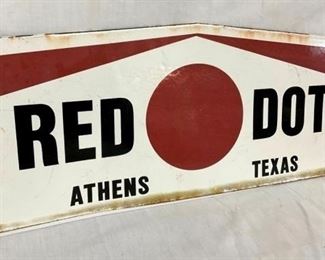 RED DOT
ATHENS TEXAS